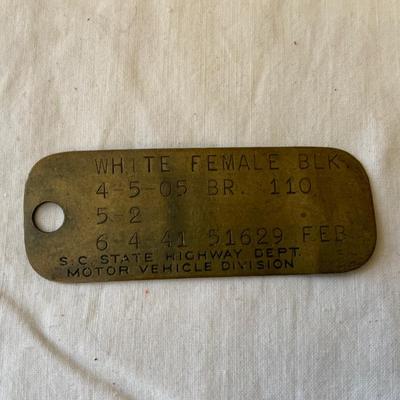 WHITE FEMALE BLK.
4-5-05 BR. 110
5-2
6-4-41 51629 FEB
S.C. STATE HIGHWAY DEPT.
MOTOR VEHICLE DIVISION